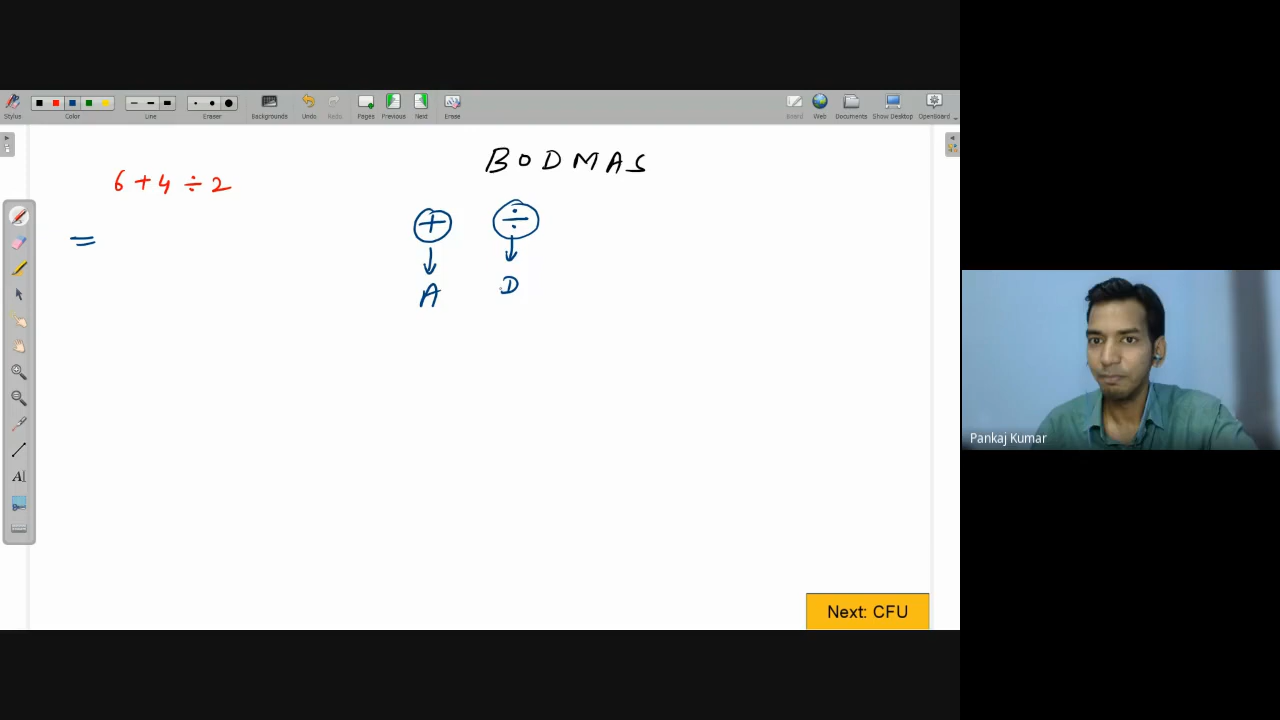 Stylus Color Line Eraser Backgrounds Undo Redo Pages Previous Next Erase Board Web Documents Show Desktop OpenBoard
BODMAS
6 + 4 ÷ 2
+ ÷
=
A D
AI
Pankaj Kumar
Next: CFU